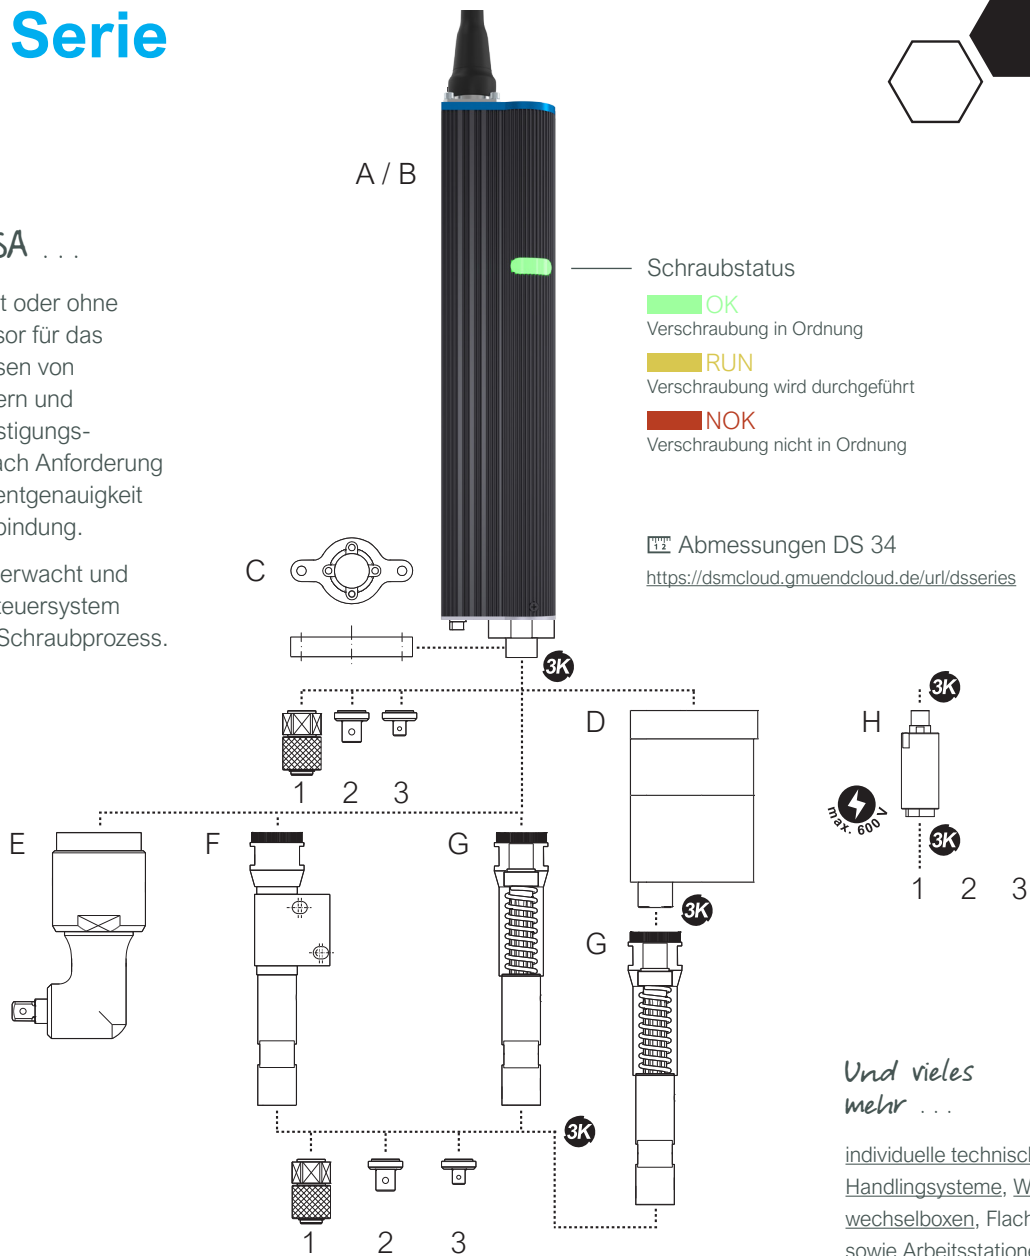 Serie
A / B
SA ...
t oder ohne
sor für das
sen von
ern und
stigungs-
ach Anforderung
entgenauigkeit
bindung.
erwacht und
teuersystem
Schraubprozess.
Schraubstatus
OK
Verschraubung in Ordnung
RUN
Verschraubung wird durchgeführt
NOK
Verschraubung nicht in Ordnung
Abmessungen DS 34
https://dsmcloud.gmuendcloud.de/url/dsseries
C
3K
1 2 3
D
H
3K
max. 600 V
3K
1 2 3
E
F
G
3K
G
3K
1 2 3
Und vieles
mehr ...
individuelle technisch
Handlingsysteme, W
wechselboxen, Flach
sowie Arbeitsstatione